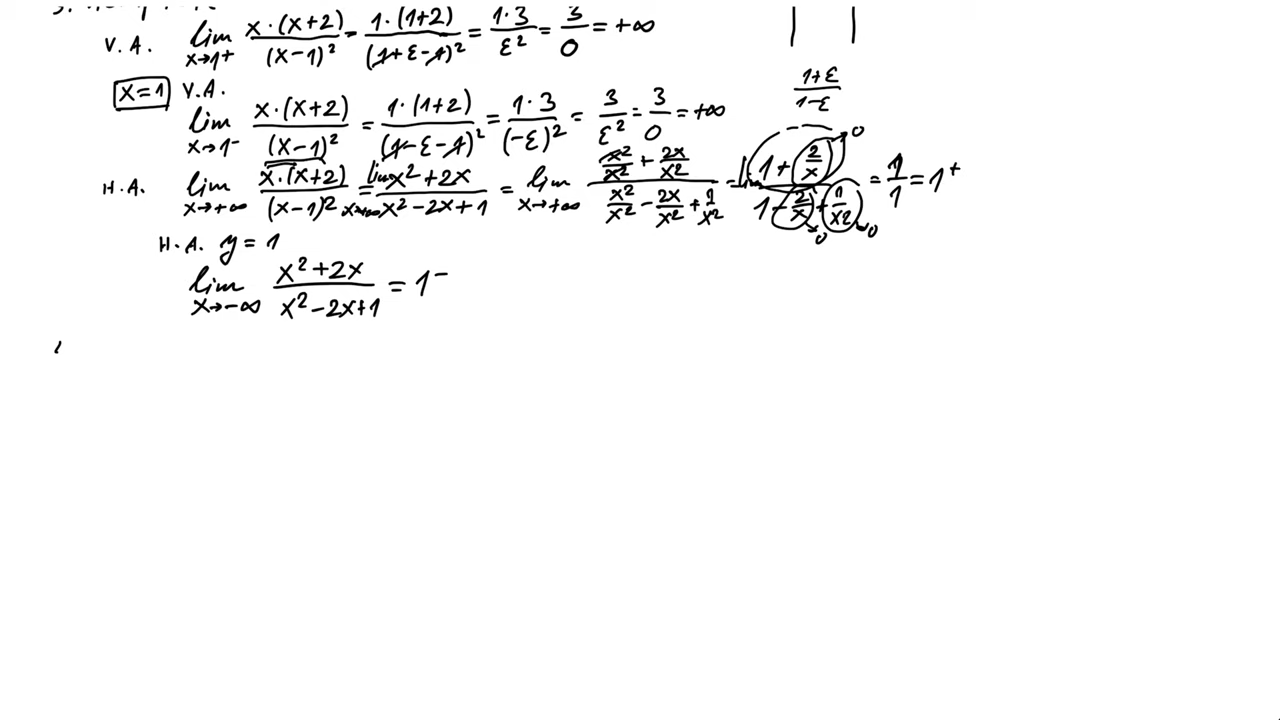 V.A. lim x→1+ x·(x+2)/(x-1)² = 1·(1+2)/(1+ε-1)² = 1·3/ε² = 3/0 = +∞
1+ε/1-ε
x=1 V.A.
lim x→1- x·(x+2)/(x-1)² = 1·(1+2)/(1-ε-1)² = 1·3/(-ε)² = 3/ε² = 3/0 = +∞
H.A. lim x→+∞ x·(x+2)/(x-1)² = lim x→+∞ x²+2x/x²-2x+1 = lim x→+∞ x²/x² + 2x/x² / x²/x² - 2x/x² + 1/x² = lim 1 + 2/x →0 / 1 - 2/x →0 + 1/x2 →0 = 1/1 = 1+
H.A. y = 1
lim x→-∞ x²+2x/x²-2x+1 = 1-